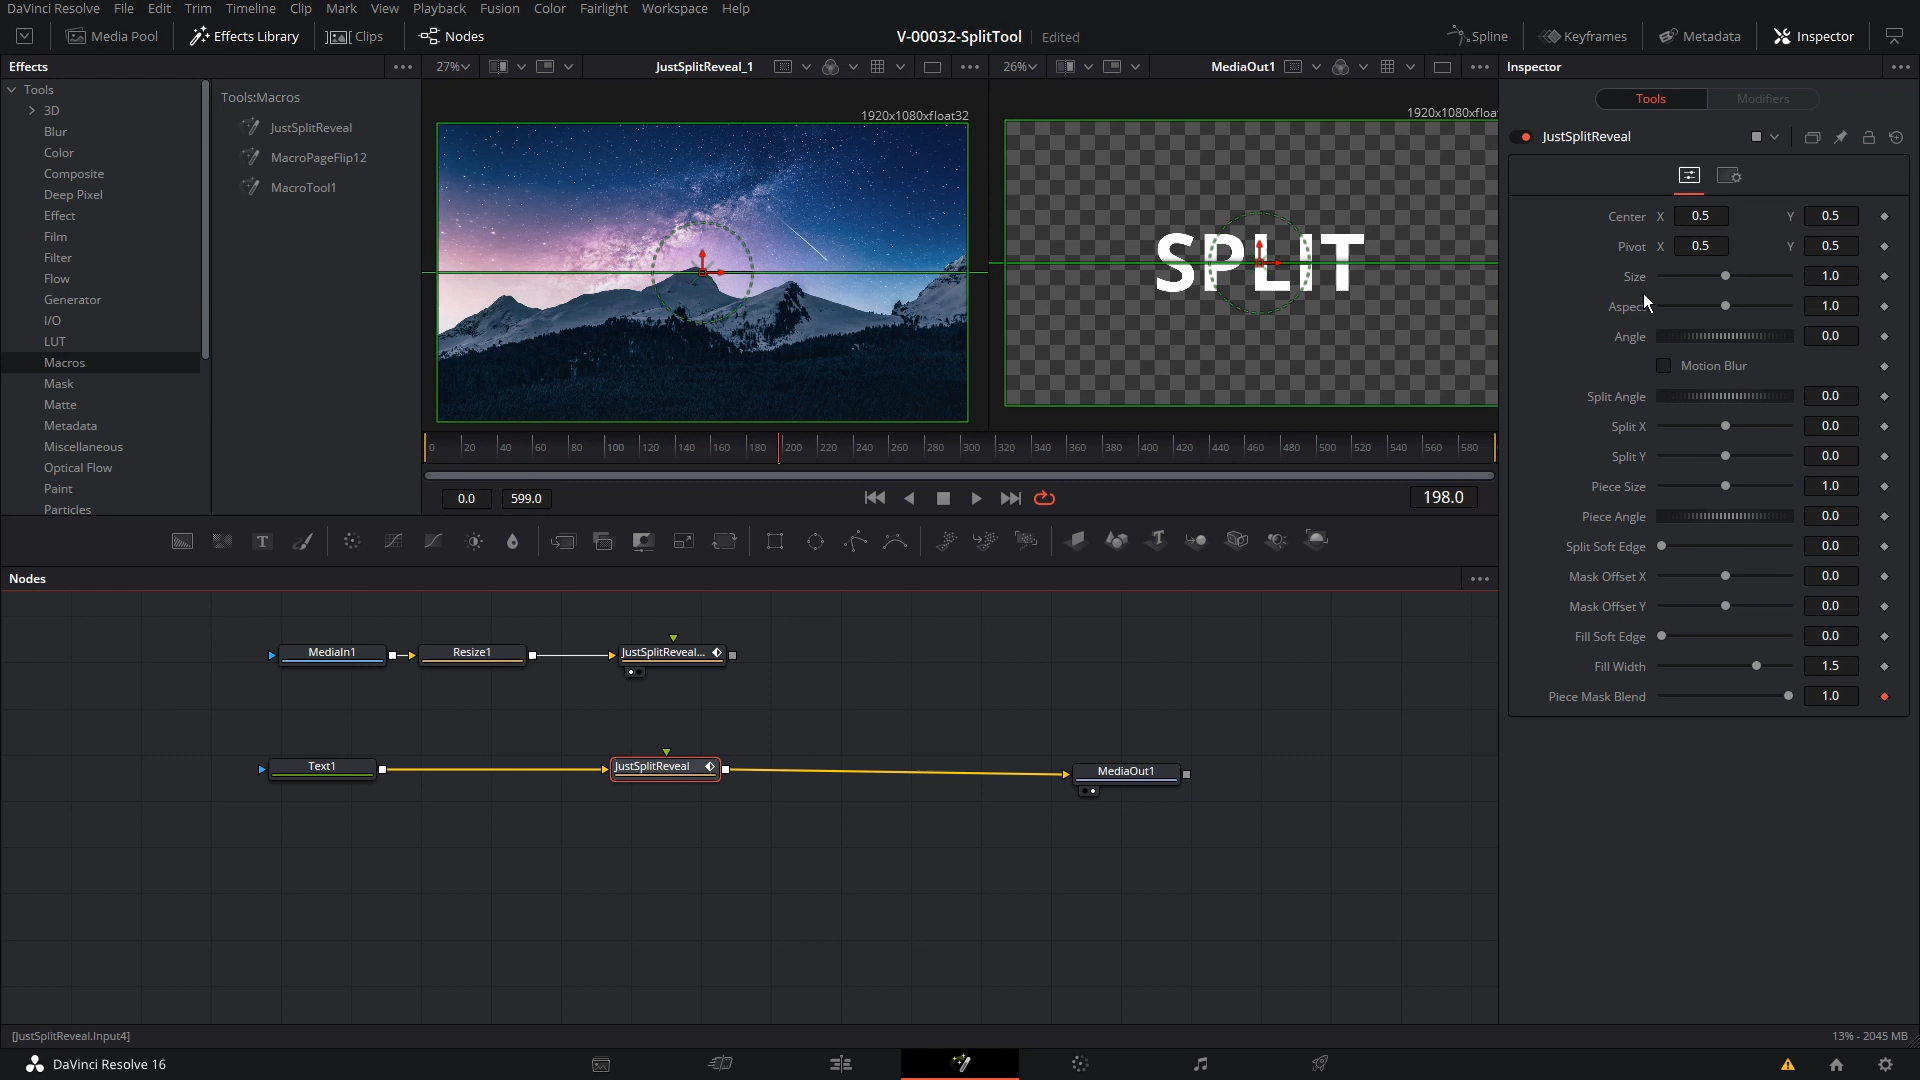 DaVinci Resolve File Edit Trim Timeline Clip Mark View Playback Fusion Color Fairlight Workspace Help
Media Pool Effects Library Clips Nodes V-00032-SplitTool Edited Spline Keyframes Metadata Inspector
Effects 27% JustSplitReveal_1 26% MediaOut1 Inspector
Tools
3D
Blur
Color
Composite
Deep Pixel
Effect
Film
Filter
Flow
Generator
I/O
LUT
Macros
Mask
Matte
Metadata
Miscellaneous
Optical Flow
Paint
Particles
Tools:Macros
JustSplitReveal
MacroPageFlip12
MacroTool1
1920x1080xfloat32
1920x1080xfloa
SPLIT
0 20 40 60 80 100 120 140 160 180 200 220 240 260 280 300 320 340 360 380 400 420 440 460 480 500 520 540 560 580
0.0 599.0 198.0
Tools Modifiers
JustSplitReveal
Center X 0.5 Y 0.5
Pivot X 0.5 Y 0.5
Size 1.0
Aspec 1.0
Angle 0.0
Motion Blur
Split Angle 0.0
Split X 0.0
Split Y 0.0
Piece Size 1.0
Piece Angle 0.0
Split Soft Edge 0.0
Mask Offset X 0.0
Mask Offset Y 0.0
Fill Soft Edge 0.0
Fill Width 1.5
Piece Mask Blend 1.0
T
Nodes
MediaIn1 Resize1 JustSplitReveal...
Text1 JustSplitReveal MediaOut1
[JustSplitReveal.Input4] 13% - 2045 MB
DaVinci Resolve 16